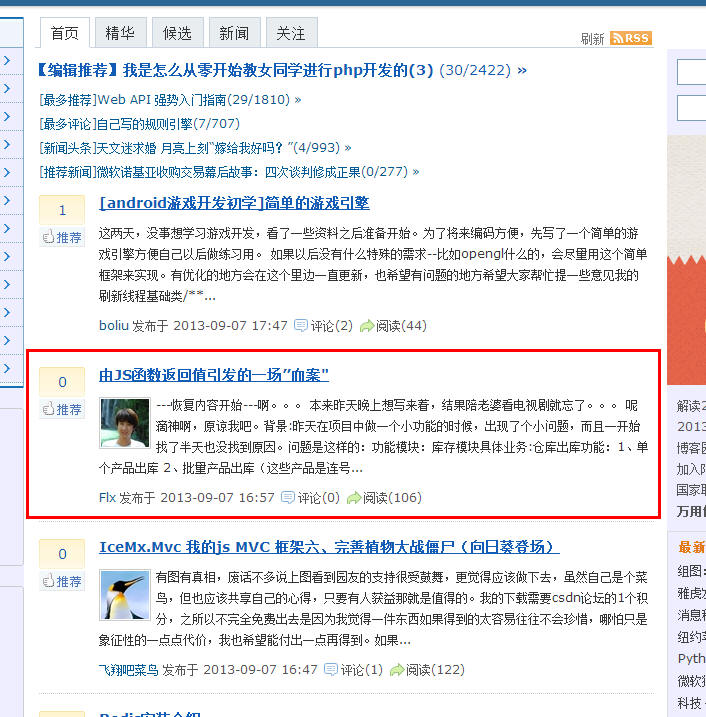 首页 精华 候选 新闻 关注
刷新 RSS
【编辑推荐】我是怎么从零开始教女同学进行php开发的(3) (30/2422) »
[最多推荐]Web API 强势入门指南(29/1810) »
[最多评论]自己写的规则引擎(7/707)
[新闻头条]天文迷求婚 月亮上刻“嫁给我好吗？”(4/993) »
[推荐新闻]微软诺基亚收购交易幕后故事：四次谈判修成正果(0/277) »
1
推荐
[android游戏开发初学]简单的游戏引擎
这两天，没事想学习游戏开发，看了一些资料之后准备开始。为了将来编码方便，先写了一个简单的游
戏引擎方便自己以后做练习用。 如果以后没有什么特殊的需求--比如opengl什么的，会尽量用这个简单
框架来实现。有优化的地方会在这个里边一直更新，也希望有问题的地方希望大家帮忙提一些意见我的
刷新线程基础类/**...
boliu 发布于 2013-09-07 17:47 评论(2) 阅读(44)
0
推荐
由JS函数返回值引发的一场”血案"
---恢复内容开始---啊。。。 本来昨天晚上想写来着，结果陪老婆看电视剧就忘了。。。 呢
滴神啊，原谅我吧。背景:昨天在项目中做一个小功能的时候，出现了个小问题，而且一开始
找了半天也没找到原因。问题是这样的：功能模块：库存模块具体业务:仓库出库功能：1、单
个产品出库 2、批量产品出库（这些产品是连号...
Flx 发布于 2013-09-07 16:57 评论(0) 阅读(106)
0
推荐
IceMx.Mvc 我的js MVC 框架六、完善植物大战僵尸（向日葵登场）
有图有真相，废话不多说上图看到园友的支持很受鼓舞，更觉得应该做下去，虽然自己是个菜
鸟，但也应该共享自己的心得，只要有人获益那就是值得的。我的下载需要csdn论坛的1个积
分，之所以不完全免费出去是因为我觉得一件东西如果得到的太容易往往不会珍惜，哪怕只是
象征性的一点点代价，我也希望能付出一点再得到。如果...
飞翔吧菜鸟 发布于 2013-09-07 16:47 评论(1) 阅读(122)
解读2
2013
博客园
加入
国家
万用
最新
组图:
雅虎
消息
纽约
Pyth
微软
科技